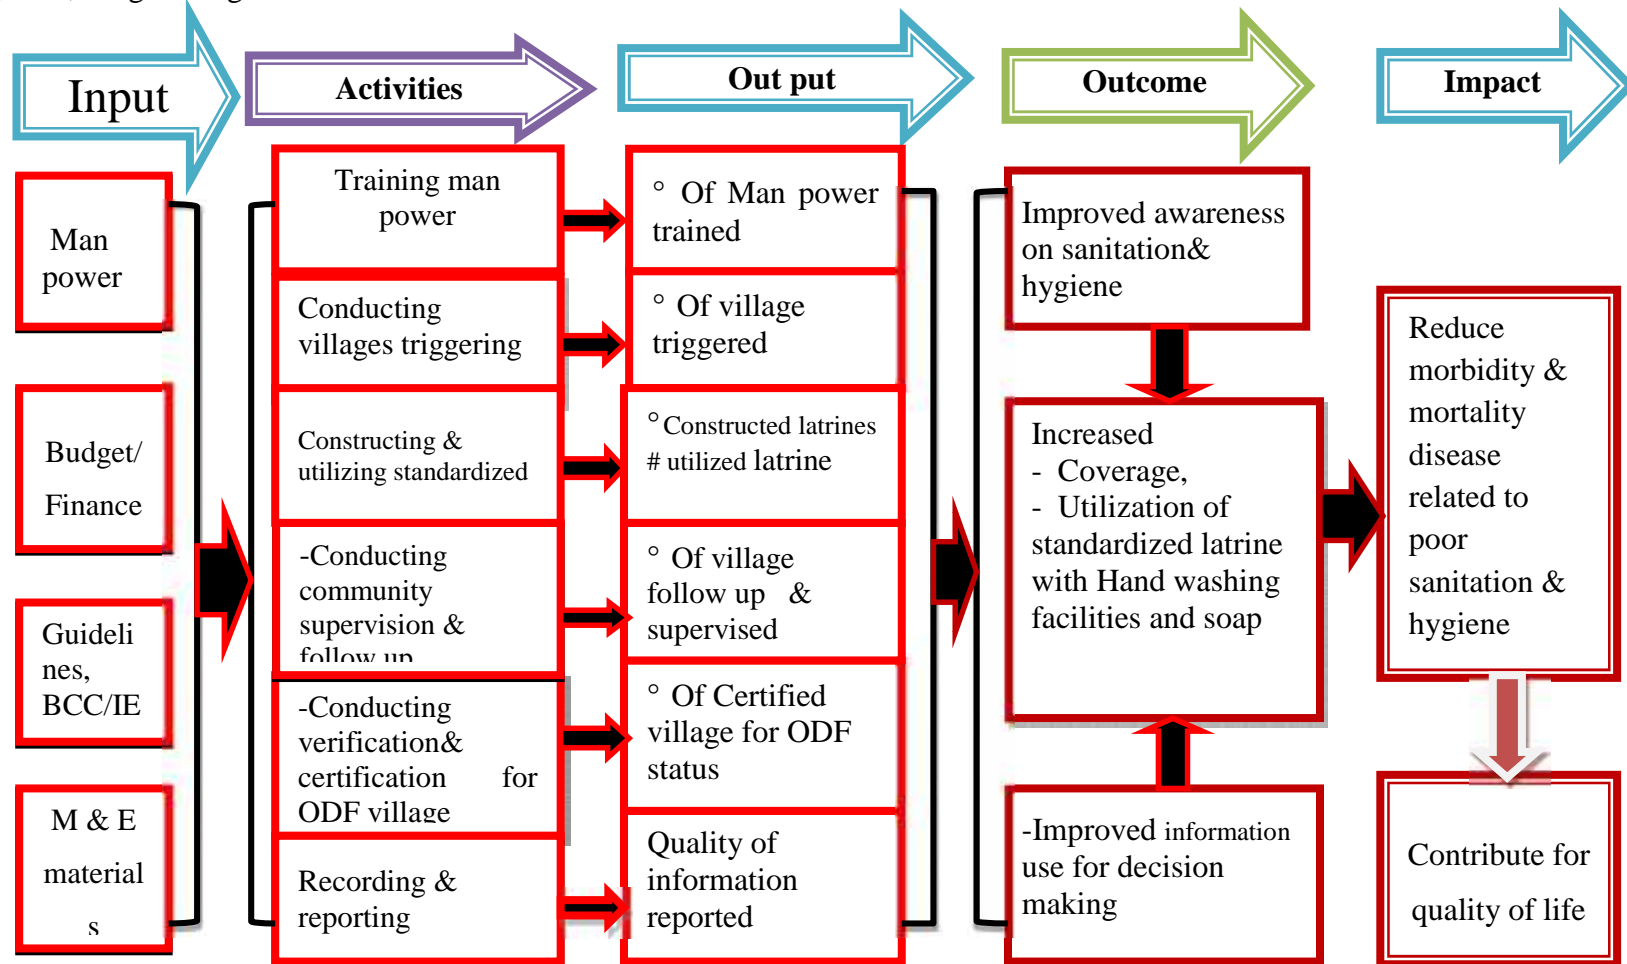 Input
Activities
Out put
Outcome
Impact
Man
power
Budget/
Finance
Guideli
nes,
BCC/IE
M & E
material
s
Training man
power
Conducting
villages triggering
Constructing &
utilizing standardized
-Conducting
community
supervision &
follow up
-Conducting
verification&
certification for
ODF village
Recording &
reporting
° Of Man power
trained
° Of village
triggered
° Constructed latrines
# utilized latrine
° Of village
follow up &
supervised
° Of Certified
village for ODF
status
Quality of
information
reported
Improved awareness
on sanitation&
hygiene
Increased
- Coverage,
- Utilization of
standardized latrine
with Hand washing
facilities and soap
-Improved information
use for decision
making
Reduce
morbidity &
mortality
disease
related to
poor
sanitation &
hygiene
Contribute for
quality of life